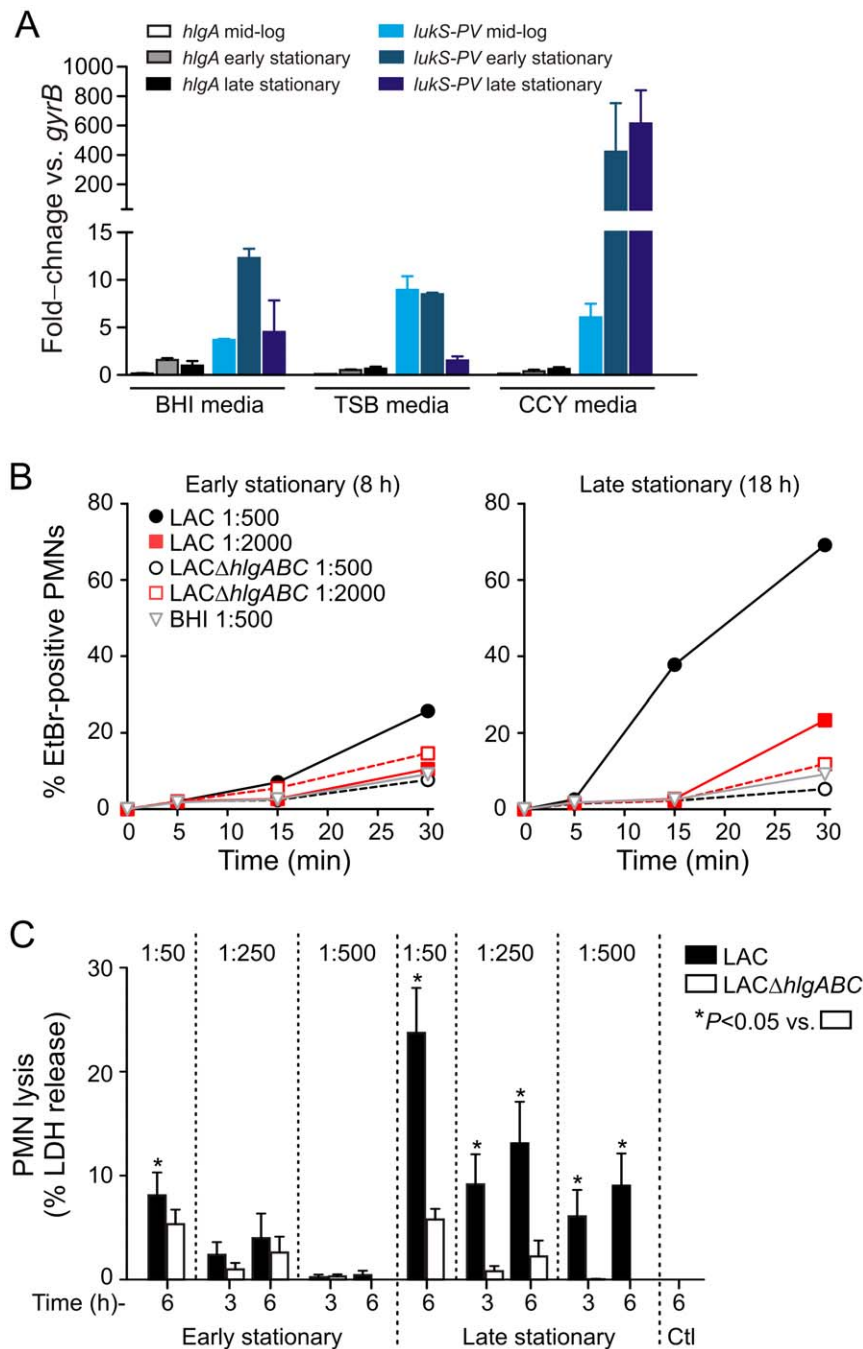 A
hlgA mid-log
hlgA early stationary
hlgA late stationary
lukS-PV mid-log
lukS-PV early stationary
lukS-PV late stationary
Fold–chnage vs. gyrB
1000
800
600
400
200
15
10
5
0
BHI media
TSB media
CCY media
B
Early stationary (8 h)
Late stationary (18 h)
LAC 1:500
LAC 1:2000
LACΔhlgABC 1:500
LACΔhlgABC 1:2000
BHI 1:500
% EtBr-positive PMNs
80
60
40
20
0
0 5 10 15 20 25 30
Time (min)
80
60
40
20
0
0 5 10 15 20 25 30
Time (min)
C
1:50 1:250 1:500 1:50 1:250 1:500
LAC
LACΔhlgABC
*P<0.05 vs.
PMN lysis
(% LDH release)
30
20
10
0
* * * * * *
Time (h)- 6 3 6 3 6 6 3 6 3 6 6
Early stationary Late stationary Ctl